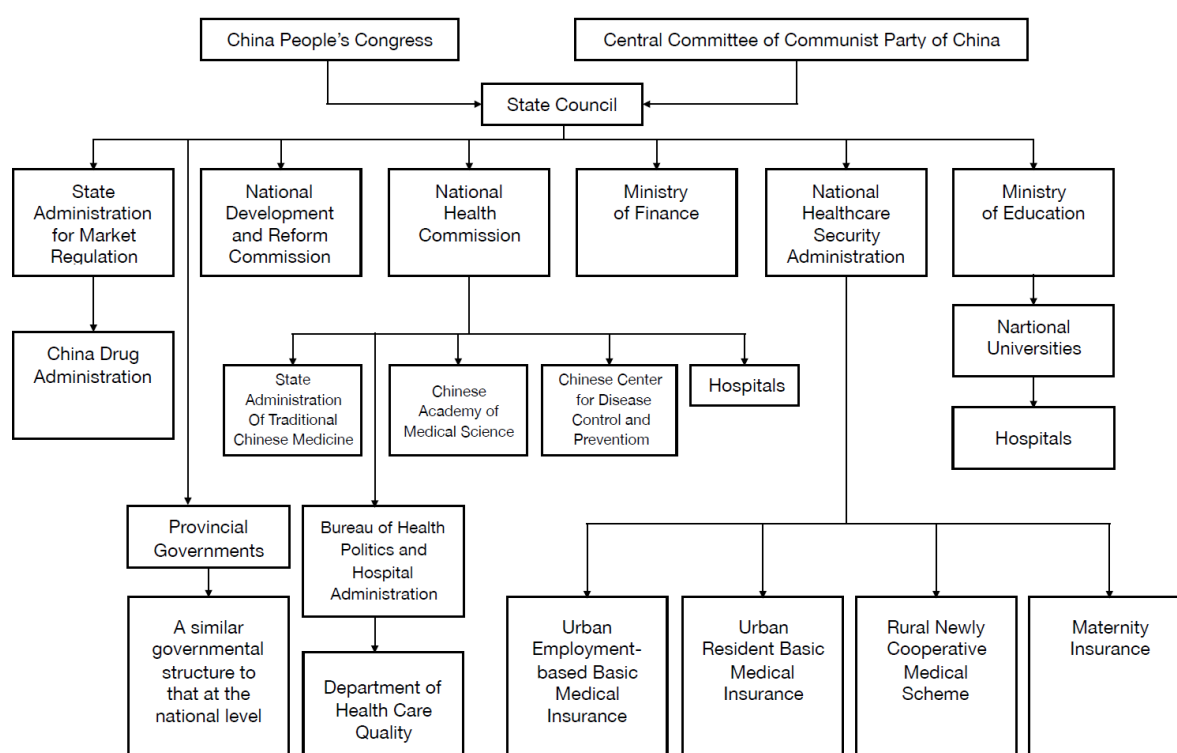 China People's Congress
Central Committee of Communist Party of China
State Council
State
Administration
for Market
Regulation
National
Development
and Reform
Commission
National
Health
Commission
Ministry
of Finance
National
Healthcare
Security
Administration
Ministry
of Education
China Drug
Administration
State
Administration
Of Traditional
Chinese Medicine
Chinese
Academy of
Medical Science
Chinese Center
for Disease
Control and
Preventiom
Hospitals
Nartional
Universities
Hospitals
Provincial
Governments
Bureau of Health
Politics and
Hospital
Administration
A similar
governmental
structure to
that at the
national level
Department of
Health Care
Quality
Urban
Employment-
based Basic
Medical
Insurance
Urban
Resident Basic
Medical
Insurance
Rural Newly
Cooperative
Medical
Scheme
Maternity
Insurance